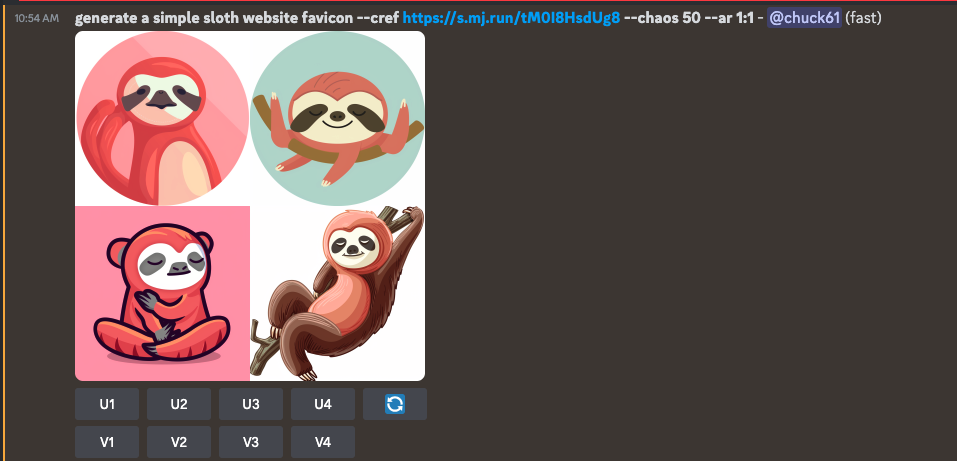 10:54 AM generate a simple sloth website favicon --cref https://s.mj.run/tM0l8HsdUg8 --chaos 50 --ar 1:1 - @chuck61 (fast)
U1 U2 U3 U4
V1 V2 V3 V4